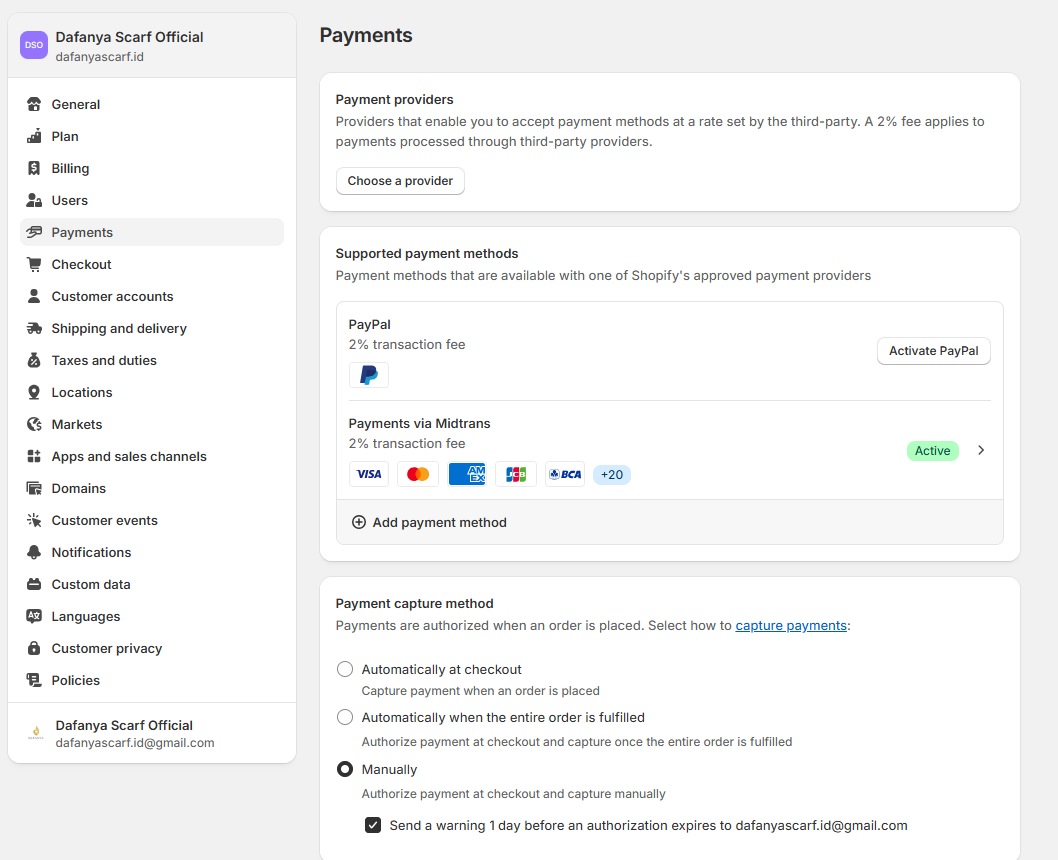 DSO
Dafanya Scarf Official
dafanyascarf.id
General
Plan
Billing
Users
Payments
Checkout
Customer accounts
Shipping and delivery
Taxes and duties
Locations
Markets
Apps and sales channels
Domains
Customer events
Notifications
Custom data
Languages
Customer privacy
Policies
Dafanya Scarf Official
dafanyascarf.id@gmail.com
Payments
Payment providers
Providers that enable you to accept payment methods at a rate set by the third-party. A 2% fee applies to
payments processed through third-party providers.
Choose a provider
Supported payment methods
Payment methods that are available with one of Shopify's approved payment providers
PayPal
2% transaction fee
Activate PayPal
Payments via Midtrans
2% transaction fee
VISA
AM
EX
JCB
BCA
+20
Active
Add payment method
Payment capture method
Payments are authorized when an order is placed. Select how to capture payments:
Automatically at checkout
Capture payment when an order is placed
Automatically when the entire order is fulfilled
Authorize payment at checkout and capture once the entire order is fulfilled
Manually
Authorize payment at checkout and capture manually
Send a warning 1 day before an authorization expires to dafanyascarf.id@gmail.com